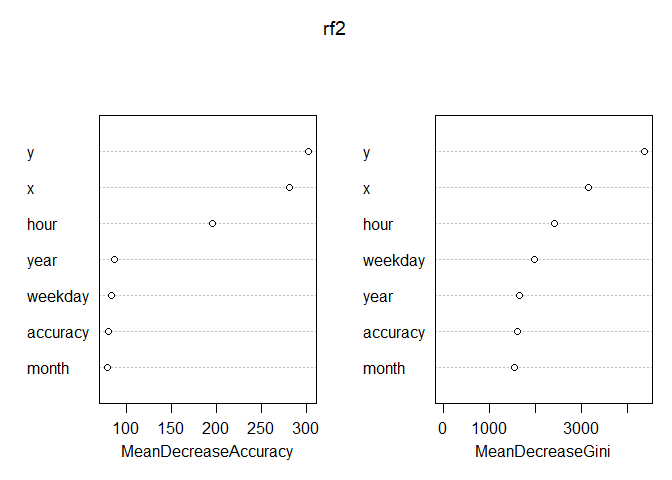 rf2
y
x
hour
year
weekday
accuracy
month
100 150 200 250 300
MeanDecreaseAccuracy
y
x
hour
weekday
year
accuracy
month
0 1000 3000
MeanDecreaseGini